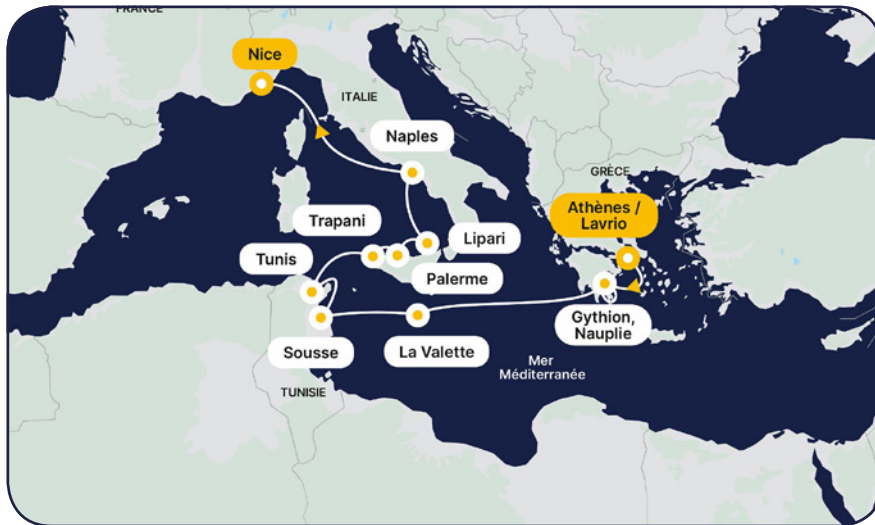 FRANCE
Nice
ITALIE
Naples
GRÈCE
Athènes /
Lavrio
Trapani
Lipari
Tunis
Palerme
Gythion,
Nauplie
Sousse
La Valette
Mer
Méditerranée
TUNISIE